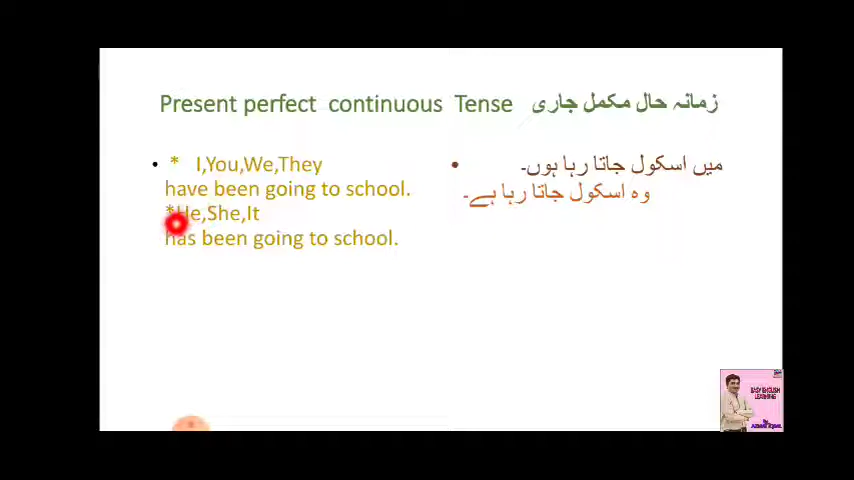 Present perfect continuous Tense زمانہ حال مکمل جاری
• * I,You,We,They
have been going to school.
*He,She,It
has been going to school.
• میں اسکول جاتا رہا ہوں۔
وہ اسکول جاتا رہا ہے۔
EASY ENGLISH
LEARNING
By